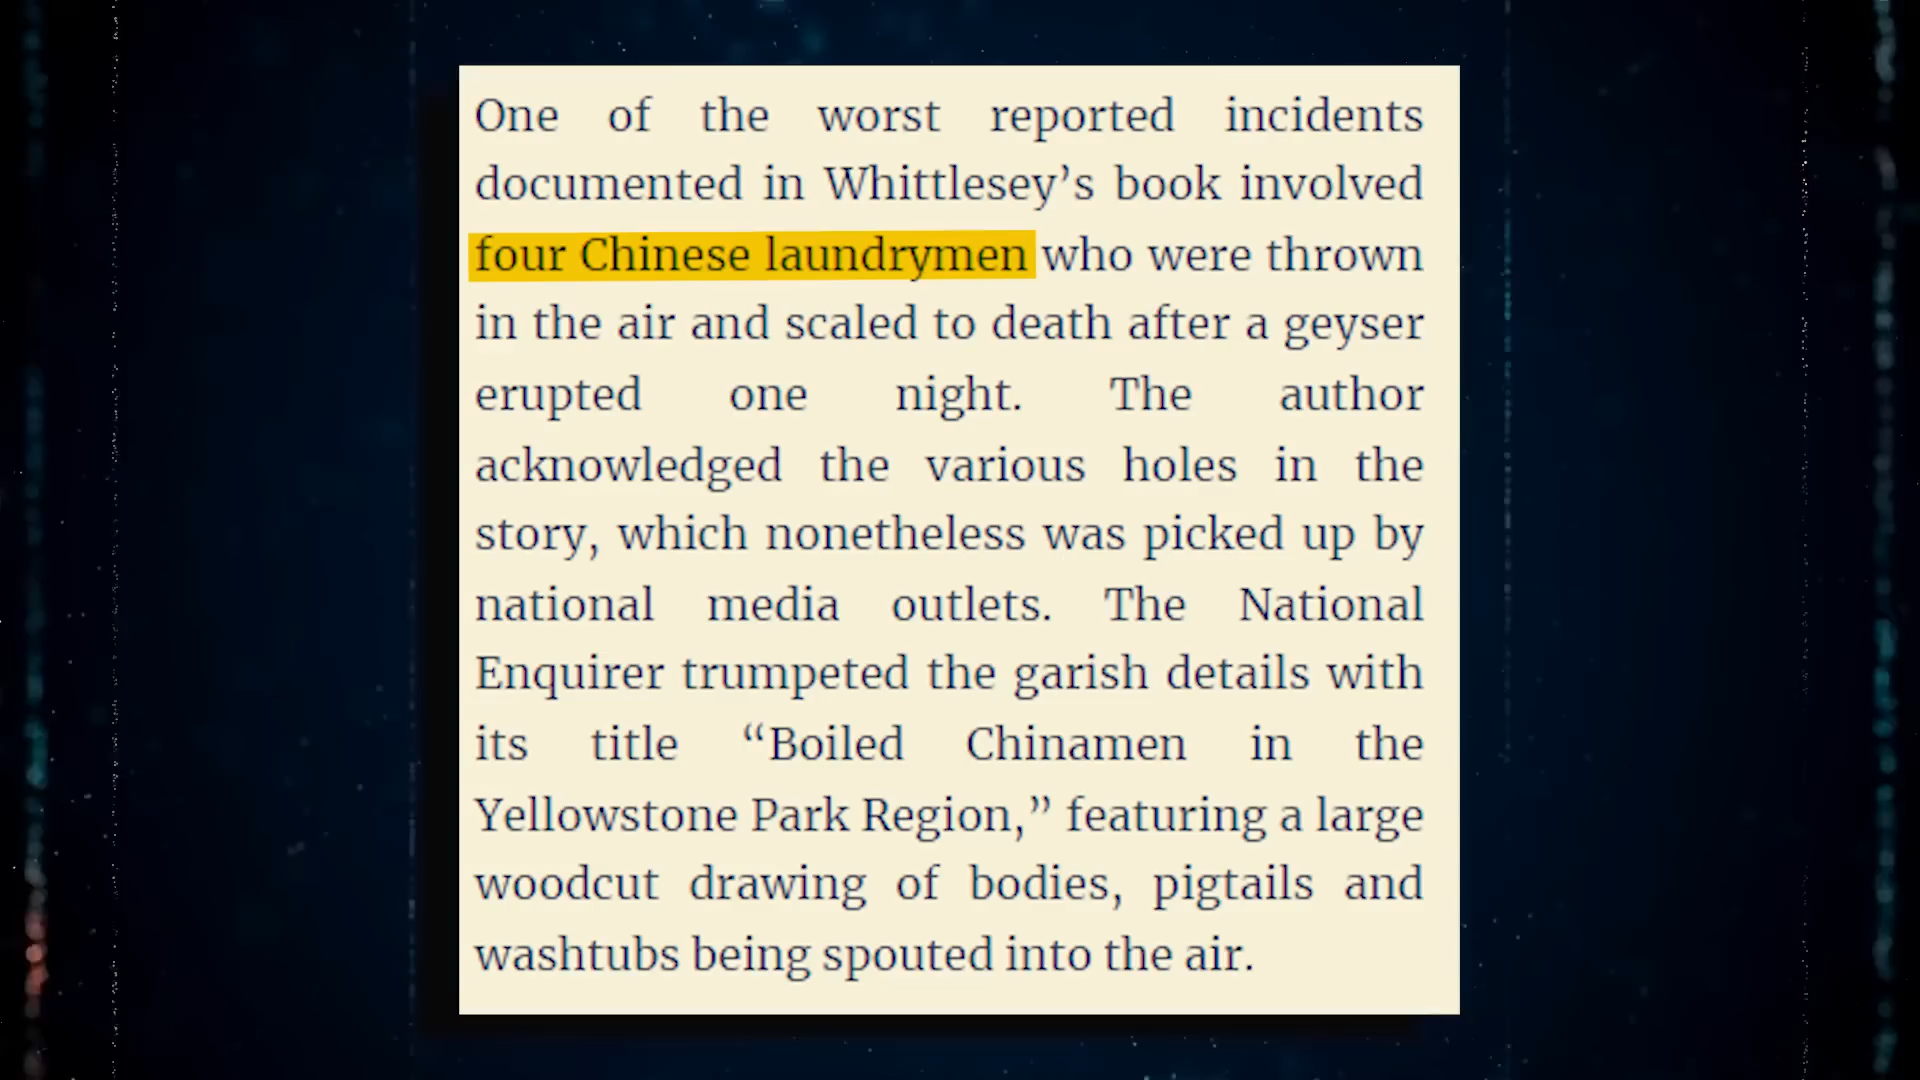 One of the worst reported incidents
documented in Whittlesey’s book involved
four Chinese laundrymen who were thrown
in the air and scaled to death after a geyser
erupted one night. The author
acknowledged the various holes in the
story, which nonetheless was picked up by
national media outlets. The National
Enquirer trumpeted the garish details with
its title “Boiled Chinamen in the
Yellowstone Park Region,” featuring a large
woodcut drawing of bodies, pigtails and
washtubs being spouted into the air.